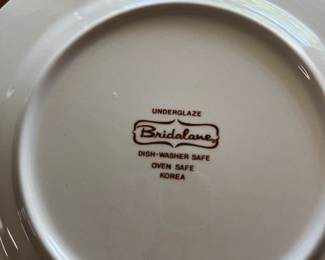 UNDERGLAZE
Bridalane
DISH-WASHER SAFE
OVEN SAFE
KOREA